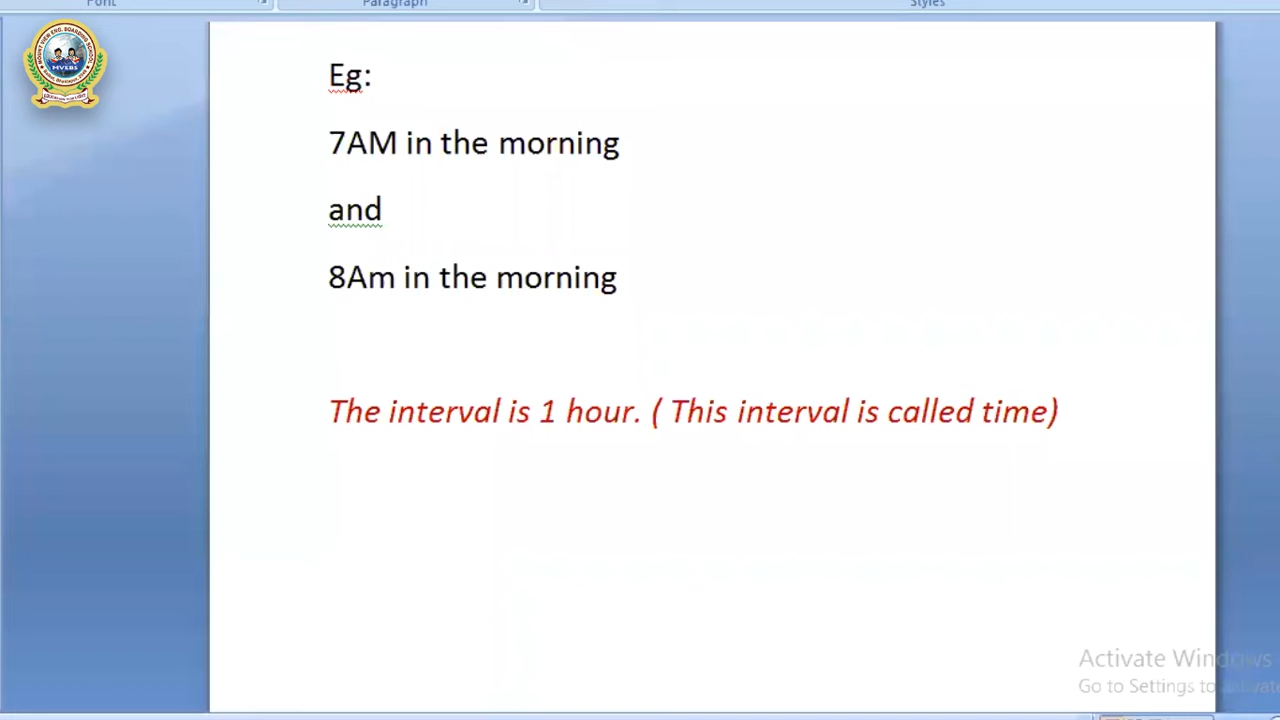 Font
Paragraph
Styles
MVEBS
Eg:
7AM in the morning
and
8Am in the morning
The interval is 1 hour. ( This interval is called time)
Activate Windows
Go to Settings to